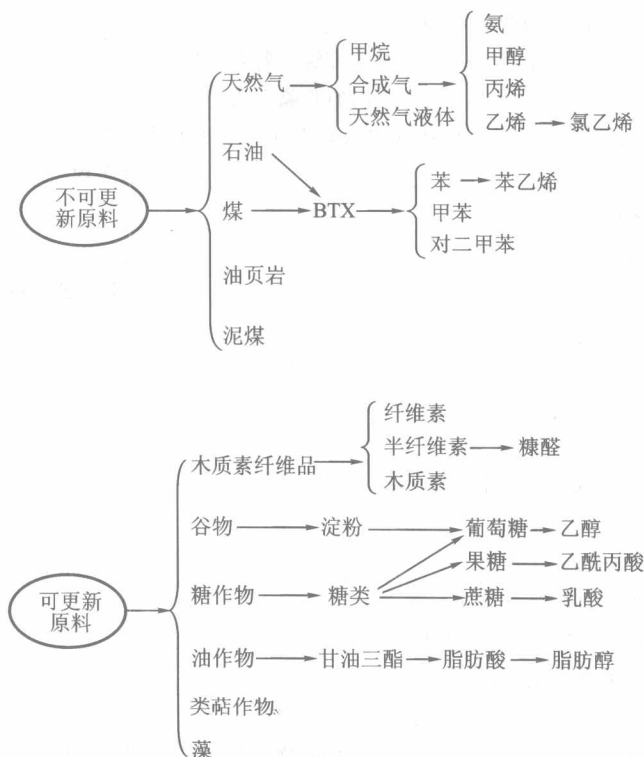 氨
甲烷
甲醇
天然气
合成气
丙烯
天然气液体
乙烯
氯乙烯
石油
苯
苯乙烯
不可更
新原料
煤
BTX
甲苯
对二甲苯
油页岩
泥煤
纤维素
木质素纤维品
半纤维素
糠醛
木质素
谷物
淀粉
葡萄糖
乙醇
果糖
乙酰丙酸
可更新
原料
糖作物
糖类
蔗糖
乳酸
油作物
甘油三酯
脂肪酸
脂肪醇
类萜作物
藻